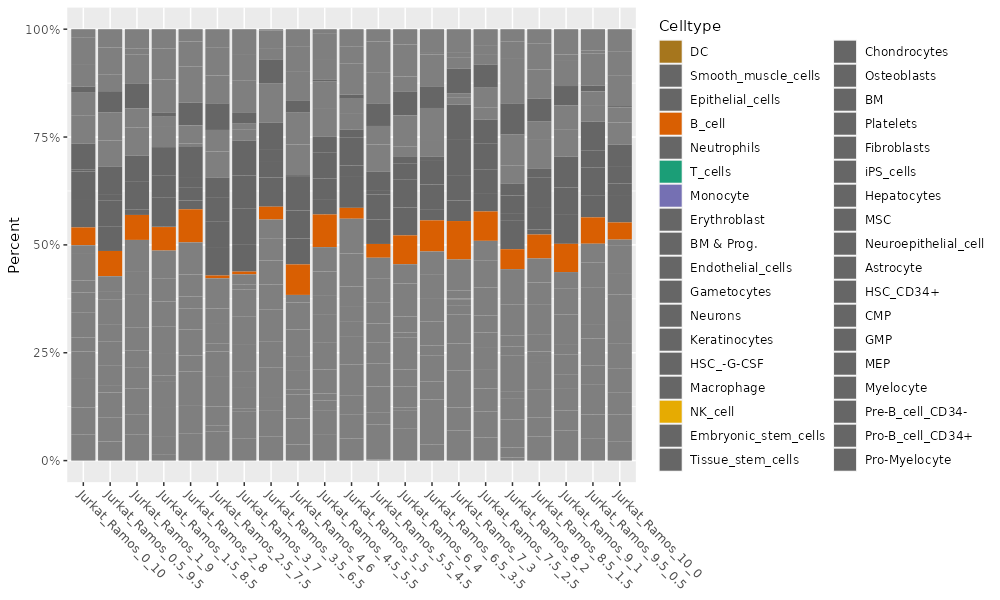 100%
75%
50%
25%
0%
Percent
Jurkat_Ramos_0_10
Jurkat_Ramos_0.5_9.5
Jurkat_Ramos_1_9
Jurkat_Ramos_1.5_8.5
Jurkat_Ramos_2_8
Jurkat_Ramos_2.5_7.5
Jurkat_Ramos_3_7
Jurkat_Ramos_3.5_6.5
Jurkat_Ramos_4_6
Jurkat_Ramos_4.5_5.5
Jurkat_Ramos_5_5
Jurkat_Ramos_5.5_4.5
Jurkat_Ramos_6_4
Jurkat_Ramos_6.5_3.5
Jurkat_Ramos_7_3
Jurkat_Ramos_7.5_2.5
Jurkat_Ramos_8_2
Jurkat_Ramos_8.5_1.5
Jurkat_Ramos_9_1
Jurkat_Ramos_9.5_0.5
Jurkat_Ramos_10_0
Celltype
DC
Smooth_muscle_cells
Epithelial_cells
B_cell
Neutrophils
T_cells
Monocyte
Erythroblast
BM & Prog.
Endothelial_cells
Gametocytes
Neurons
Keratinocytes
HSC_-G-CSF
Macrophage
NK_cell
Embryonic_stem_cells
Tissue_stem_cells
Chondrocytes
Osteoblasts
BM
Platelets
Fibroblasts
iPS_cells
Hepatocytes
MSC
Neuroepithelial_cell
Astrocyte
HSC_CD34+
CMP
GMP
MEP
Myelocyte
Pre-B_cell_CD34-
Pro-B_cell_CD34+
Pro-Myelocyte